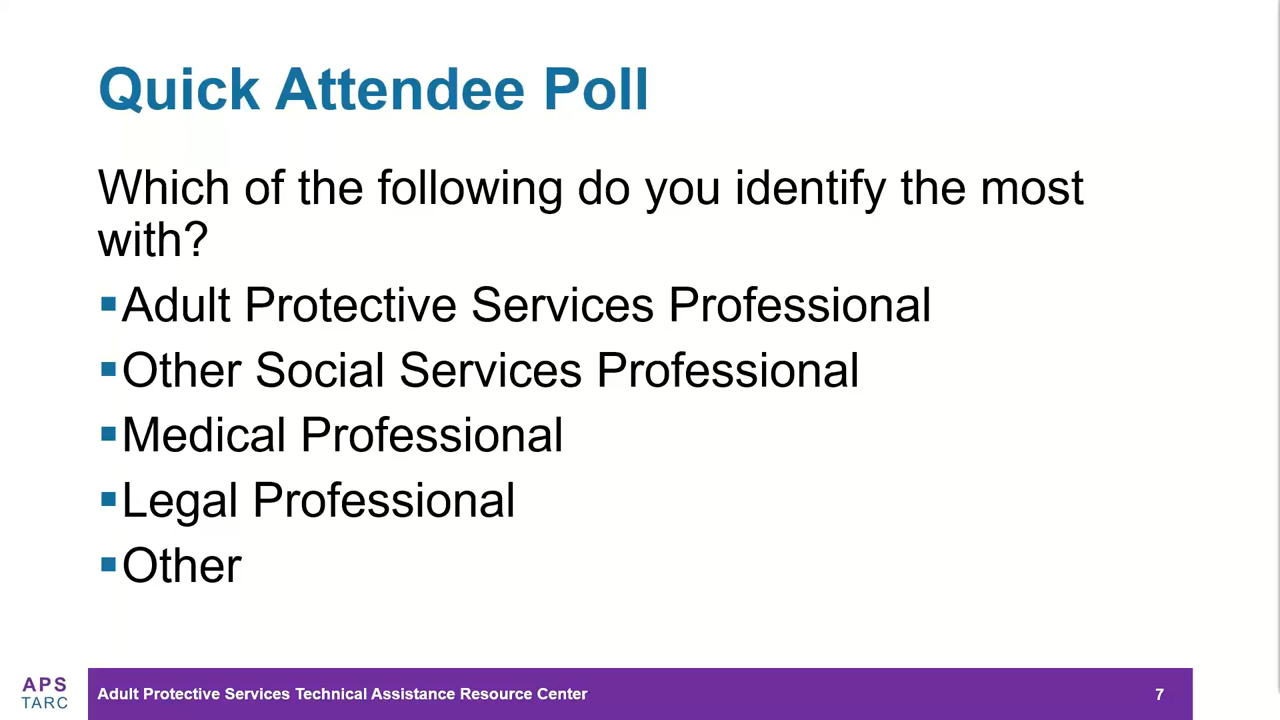 Quick Attendee Poll
Which of the following do you identify the most
with?
▪Adult Protective Services Professional
▪Other Social Services Professional
▪Medical Professional
▪Legal Professional
▪Other
APS
TARC
Adult Protective Services Technical Assistance Resource Center
7